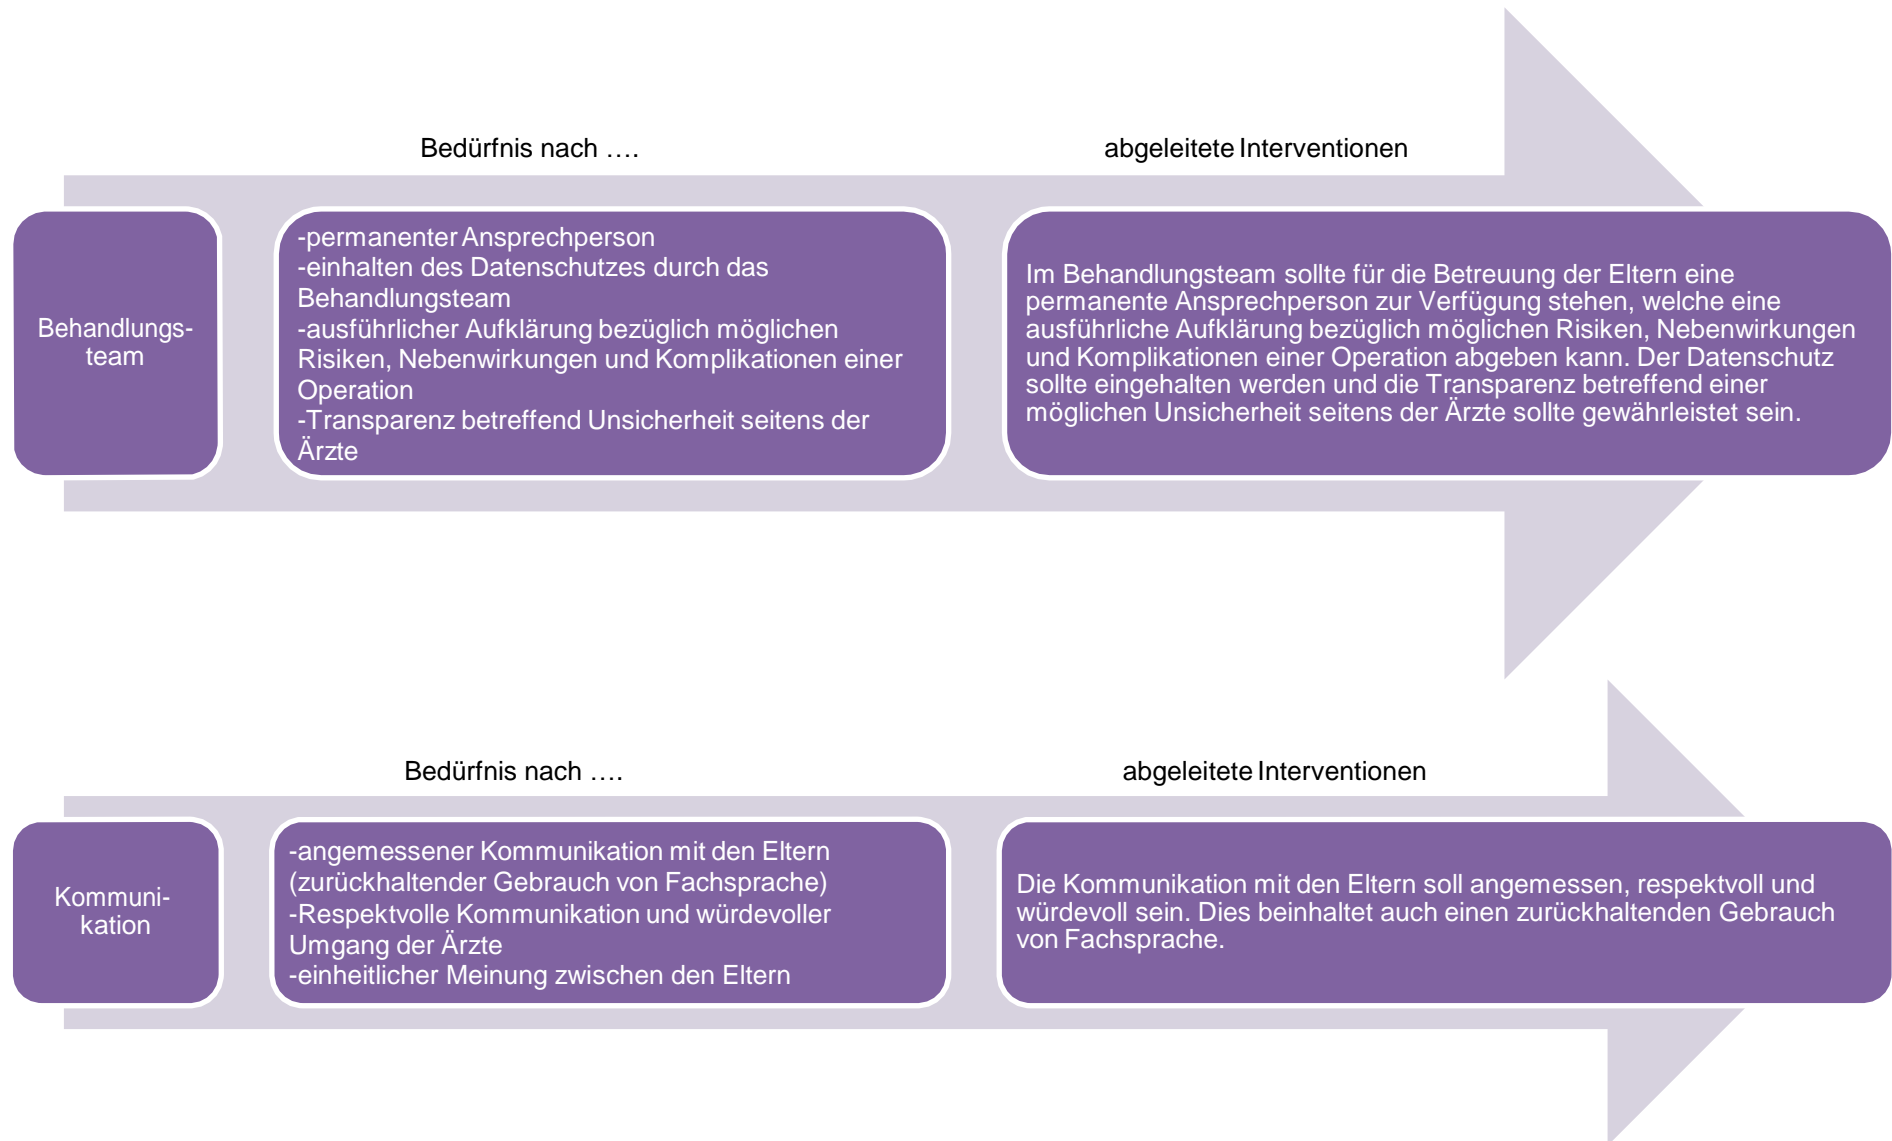 Bedürfnis nach ….
abgeleitete Interventionen
Behandlungs-
team
-permanenter Ansprechperson
-einhalten des Datenschutzes durch das
Behandlungsteam
-ausführlicher Aufklärung bezüglich möglichen
Risiken, Nebenwirkungen und Komplikationen einer
Operation
-Transparenz betreffend Unsicherheit seitens der
Ärzte
Im Behandlungsteam sollte für die Betreuung der Eltern eine
permanente Ansprechperson zur Verfügung stehen, welche eine
ausführliche Aufklärung bezüglich möglichen Risiken, Nebenwirkungen
und Komplikationen einer Operation abgeben kann. Der Datenschutz
sollte eingehalten werden und die Transparenz betreffend einer
möglichen Unsicherheit seitens der Ärzte sollte gewährleistet sein.
Bedürfnis nach ….
abgeleitete Interventionen
Kommuni-
kation
-angemessener Kommunikation mit den Eltern
(zurückhaltender Gebrauch von Fachsprache)
-Respektvolle Kommunikation und würdevoller
Umgang der Ärzte
-einheitlicher Meinung zwischen den Eltern
Die Kommunikation mit den Eltern soll angemessen, respektvoll und
würdevoll sein. Dies beinhaltet auch einen zurückhaltenden Gebrauch
von Fachsprache.